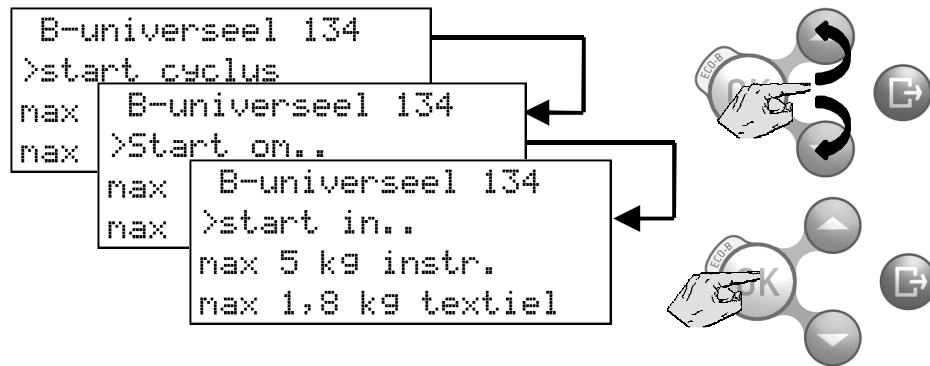 B-universeel 134
>start cyclus
max
max
B-universeel 134
>Start om..
max
max
B-universeel 134
>start in..
max 5 kg instr.
max 1,8 kg textiel
ECO-B
OK
ECO-B
OK